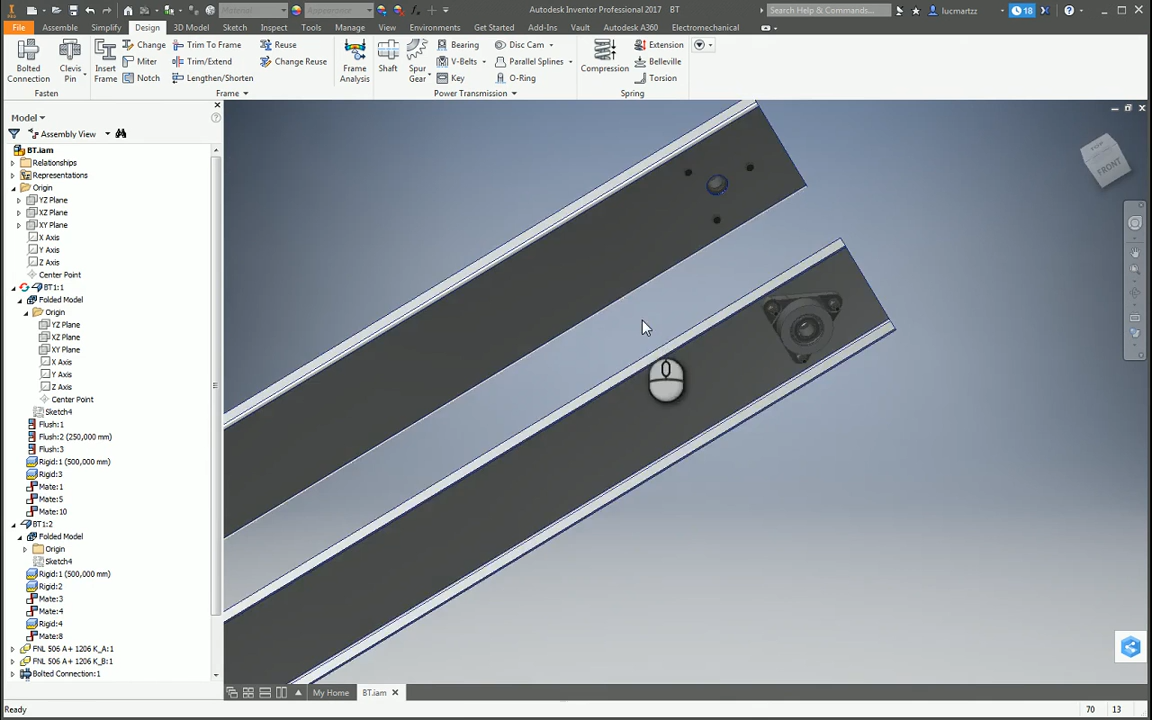 Normal
Appearance
Autodesk Inventor Professional 2017 BT
Search Help & Commands...
lucmartzz
18
File
Assemble
Simplify
Design
3D Model
Sketch
Inspect
Tools
Manage
View
Environments
Get Started
Add-Ins
Vault
Autodesk A360
Electromechanical
Bolted
Connection
Clevis
Pin
Fasten
Insert
Frame
Change
Miter
Notch
Trim To Frame
Trim/Extend
Lengthen/Shorten
Reuse
Change Reuse
Frame
Frame
Analysis
Shaft
Spur
Gear
Bearing
V-Belts
Key
Disc Cam
Parallel Splines
O-Ring
Power Transmission
Compression
Extension
Belleville
Torsion
Spring
Model
Assembly View
BT.iam
Relationships
Representations
Origin
YZ Plane
XZ Plane
XY Plane
X Axis
Y Axis
Z Axis
Center Point
BT1:1
Folded Model
Origin
YZ Plane
XZ Plane
XY Plane
X Axis
Y Axis
Z Axis
Center Point
Sketch4
Flush:1
Flush:2 (250,000 mm)
Flush:3
Rigid:1 (500,000 mm)
Rigid:3
Mate:1
Mate:5
Mate:10
BT1:2
Folded Model
Origin
Sketch4
Rigid:1 (500,000 mm)
Rigid:2
Mate:3
Mate:4
Rigid:4
Mate:8
FNL 506 A+ 1206 K_A:1
FNL 506 A+ 1206 K_B:1
Bolted Connection:1
FRONT
My Home
BT.iam
Ready
70
13